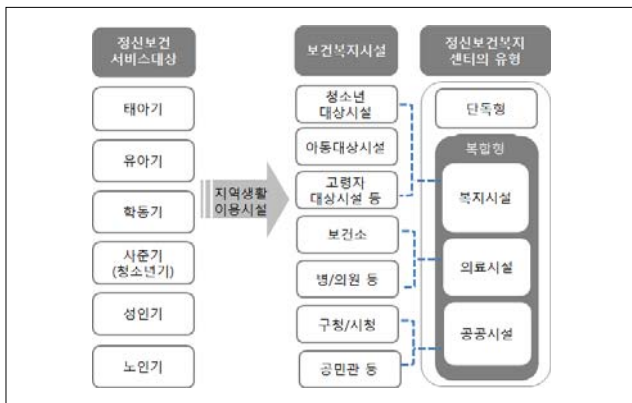 정신보건
서비스대상
태아기
유아기
학동기
사춘기
(청소년기)
성인기
노인기
지역생활
이용시설
보건복지시설
청소년
대상시설
아동대상시설
고령자
대상시설 등
보건소
병/의원 등
구청/시청
공민관 등
정신보건복지
센터의 유형
단독형
복합형
복지시설
의료시설
공공시설